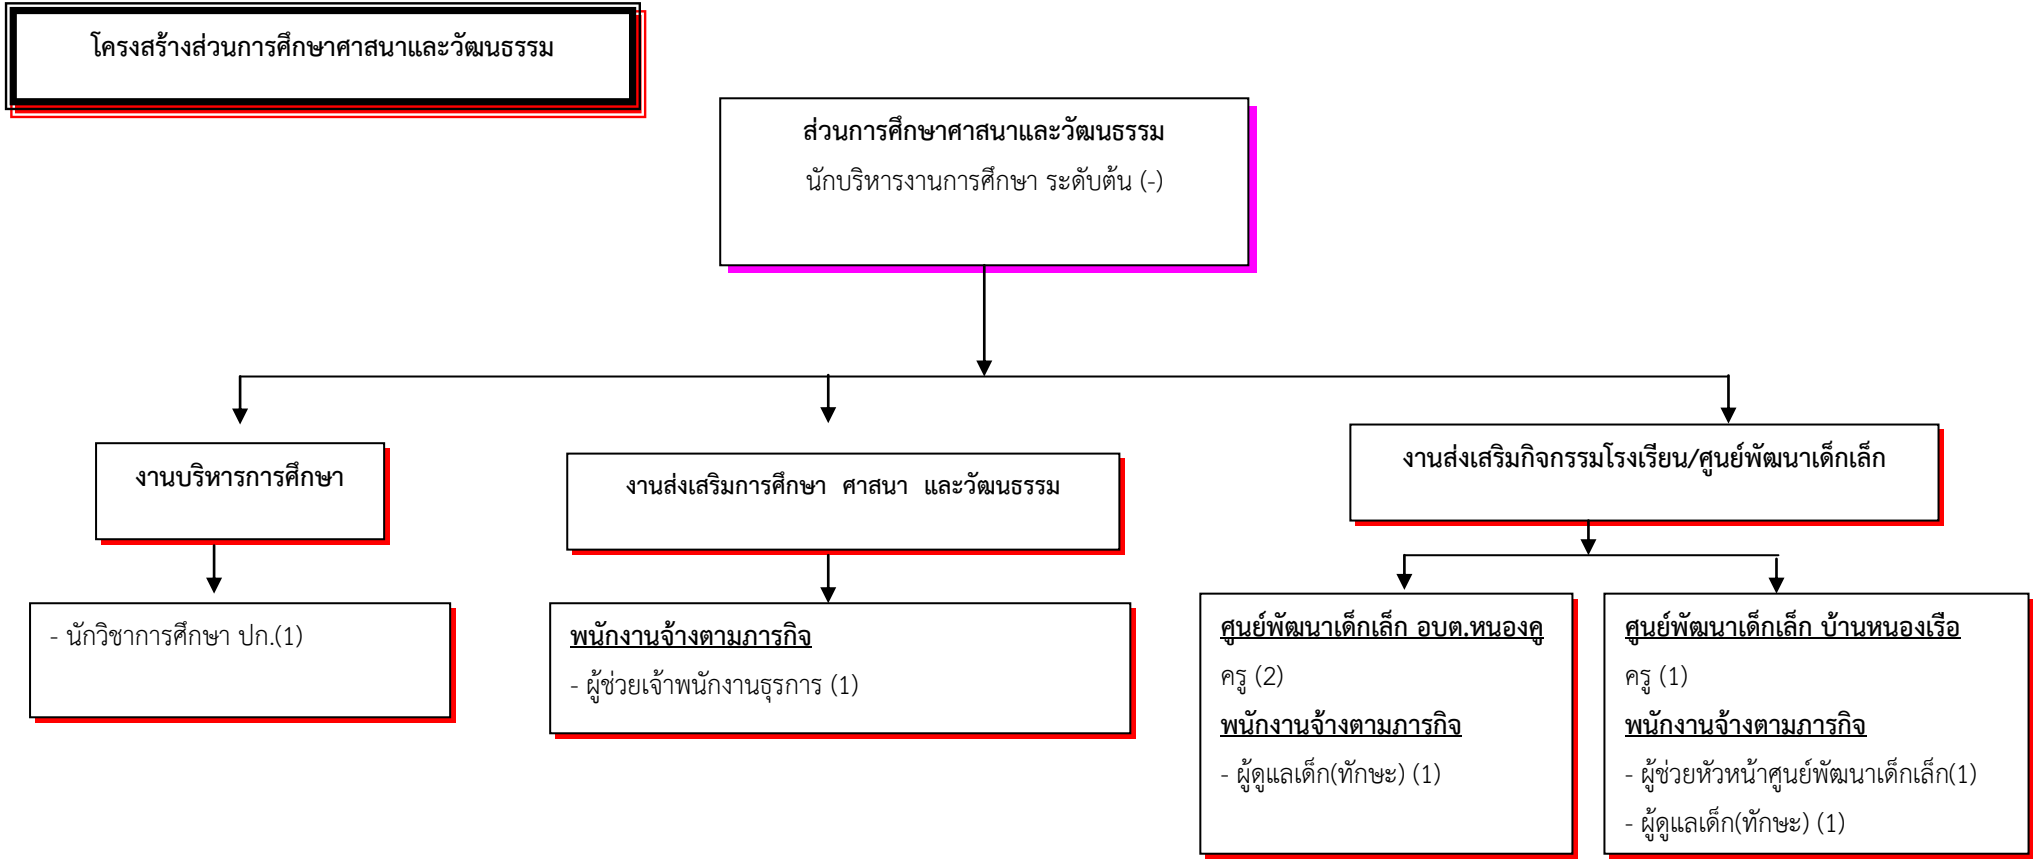 โครงสร้างส่วนการศึกษาศาสนาและวัฒนธรรม
ส่วนการศึกษาศาสนาและวัฒนธรรม
นักบริหารงานการศึกษา ระดับต้น (-)
งานบริหารการศึกษา
งานส่งเสริมการศึกษา ศาสนา และวัฒนธรรม
งานส่งเสริมกิจกรรมโรงเรียน/ศูนย์พัฒนาเด็กเล็ก
- นักวิชาการศึกษา ปก.(1)
พนักงานจ้างตามภารกิจ
- ผู้ช่วยเจ้าพนักงานธุรการ (1)
ศูนย์พัฒนาเด็กเล็ก อบต.หนองคู
ครู (2)
พนักงานจ้างตามภารกิจ
- ผู้ดูแลเด็ก(ทักษะ) (1)
ศูนย์พัฒนาเด็กเล็ก บ้านหนองเรือ
ครู (1)
พนักงานจ้างตามภารกิจ
- ผู้ช่วยหัวหน้าศูนย์พัฒนาเด็กเล็ก(1)
- ผู้ดูแลเด็ก(ทักษะ) (1)